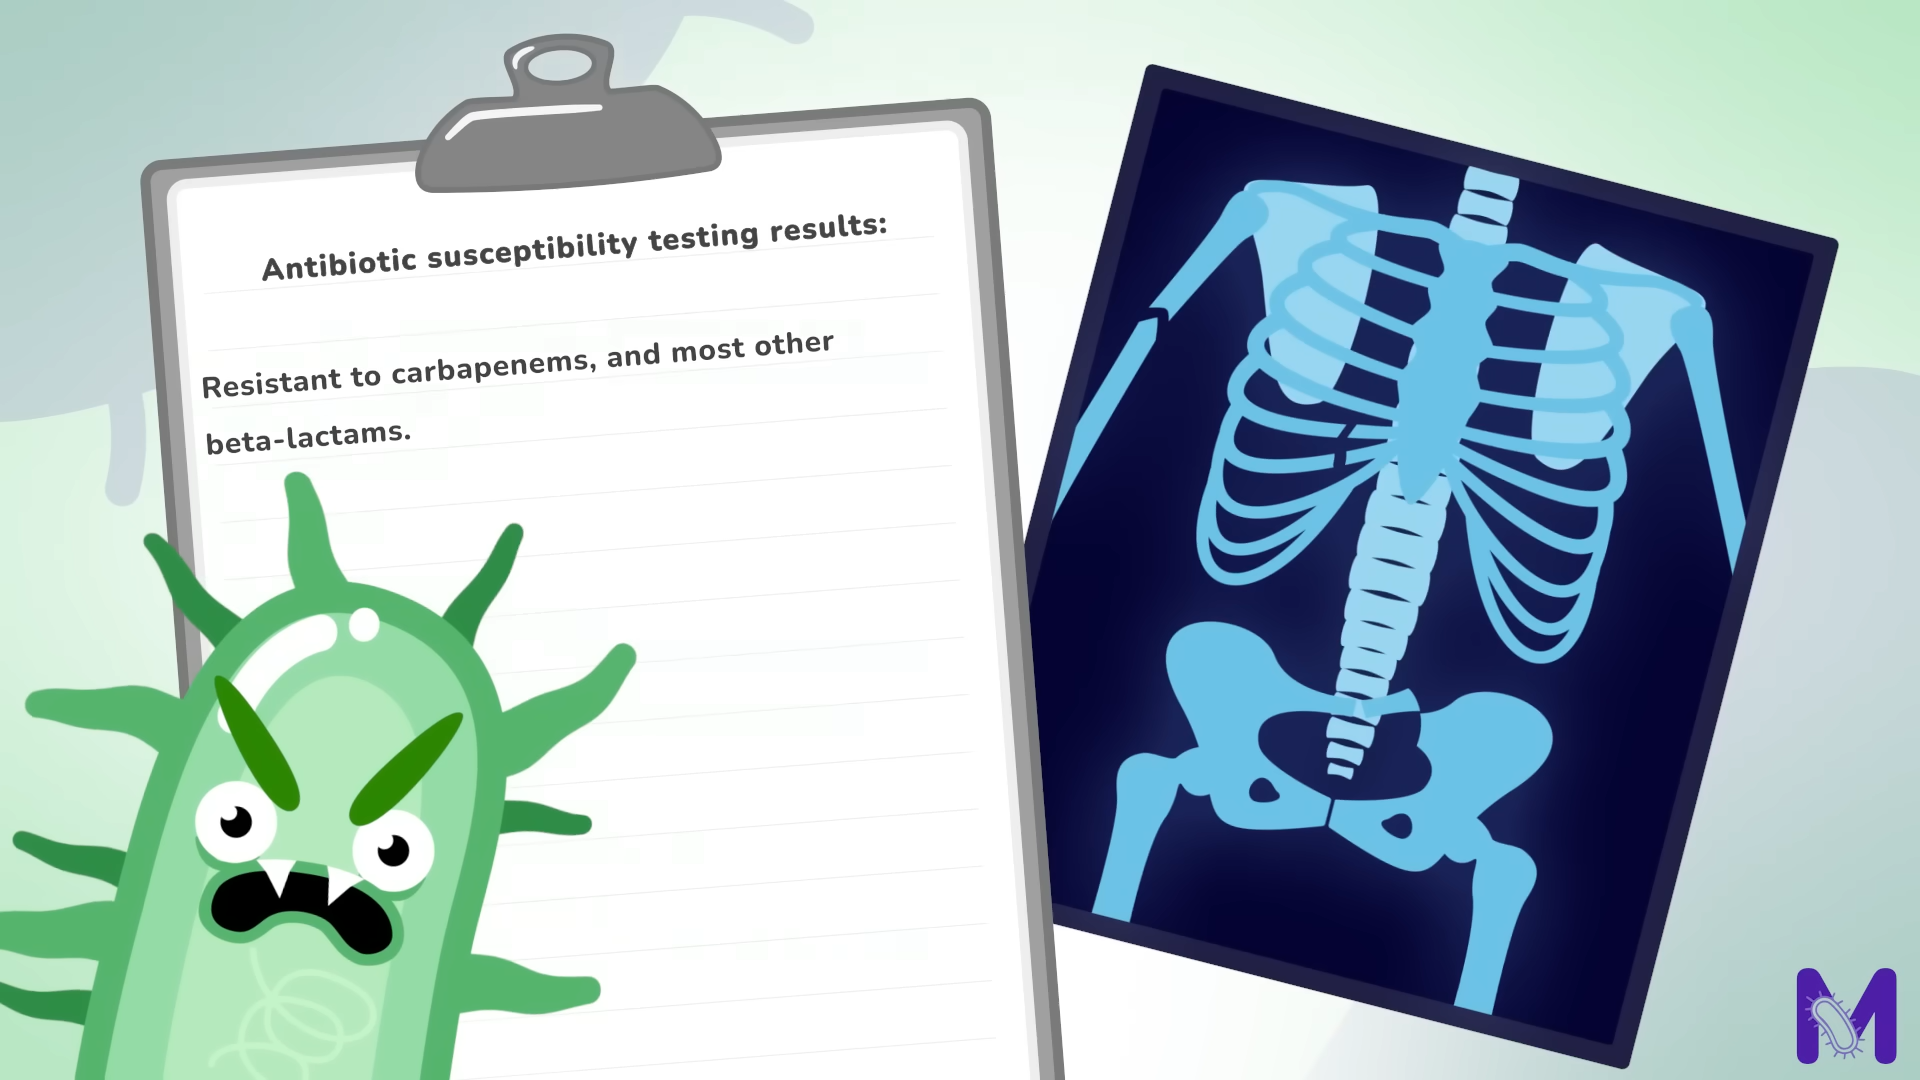 Antibiotic susceptibility testing results:
Resistant to carbapenems, and most other
beta-lactams.
M